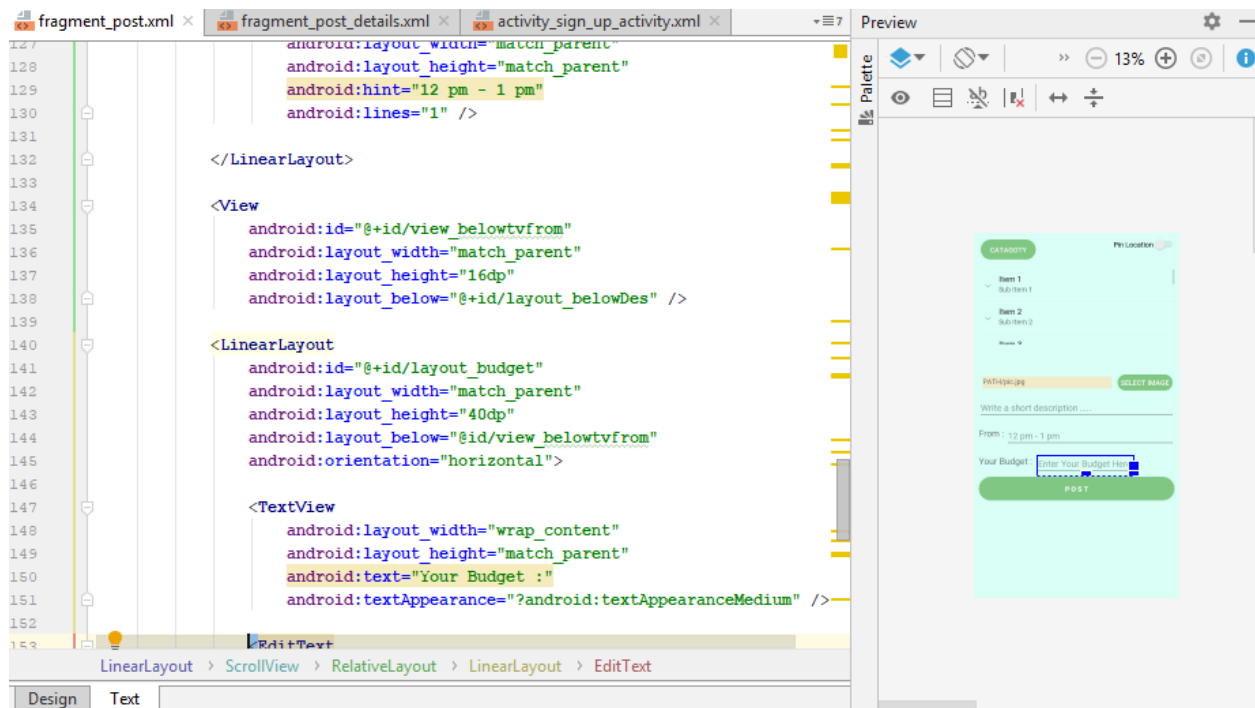 fragment_post.xml × fragment_post_details.xml × activity_sign_up_activity.xml × 7 Preview
127 android:layout_width="match_parent"
128 android:layout_height="match_parent"
129 android:hint="12 pm - 1 pm"
130 android:lines="1" />
131
132 </LinearLayout>
133
134 <View
135 android:id="@+id/view_belowtvfrom"
136 android:layout_width="match_parent"
137 android:layout_height="16dp"
138 android:layout_below="@+id/layout_belowDes" />
139
140 <LinearLayout
141 android:id="@+id/layout_budget"
142 android:layout_width="match_parent"
143 android:layout_height="40dp"
144 android:layout_below="@id/view_belowtvfrom"
145 android:orientation="horizontal">
146
147 <TextView
148 android:layout_width="wrap_content"
149 android:layout_height="match_parent"
150 android:text="Your Budget :"
151 android:textAppearance="?android:textAppearanceMedium" />
152
153 <EditText
LinearLayout > ScrollView > RelativeLayout > LinearLayout > EditText
Design Text
Palette
13%
CATAGOTY Pin Location
Item 1
Sub Item 1
Item 2
Sub Item 2
Item 3
PATH/pic.jpg SELECT IMAGE
Write a short description .....
From : 12 pm - 1 pm
Your Budget : Enter Your Budget Here
POST